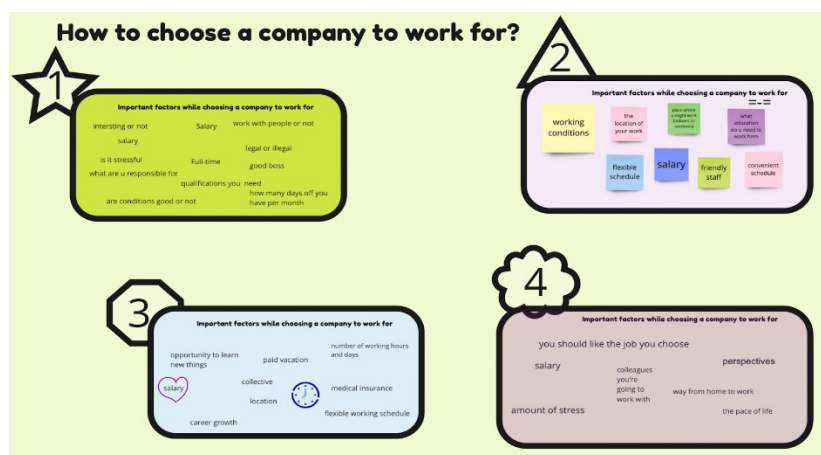 How to choose a company to work for?
1
Important factors while choosing a company to work for
intersting or not
Salary
work with people or not
salary
legal or illegal
is it stressful
Full-time
good boss
what are u responsible for
qualifications you need
how many days off you
have per month
are conditions good or not
2
Important factors while choosing a company to work for
=-=
working
conditions
the
location of
your work
place where
u might work
(indoors or
outdoors)
what
education
do u need to
work here
flexible
schedule
salary
friendly
staff
convenient
schedule
3
Important factors while choosing a company to work for
number of working hours
and days
opportunity to learn
new things
paid vacation
collective
salary
medical insurance
location
flexible working schedule
career growth
4
Important factors while choosing a company to work for
you should like the job you choose
salary
perspectives
colleagues
you're
going to
work with
way from home to work
amount of stress
the pace of life